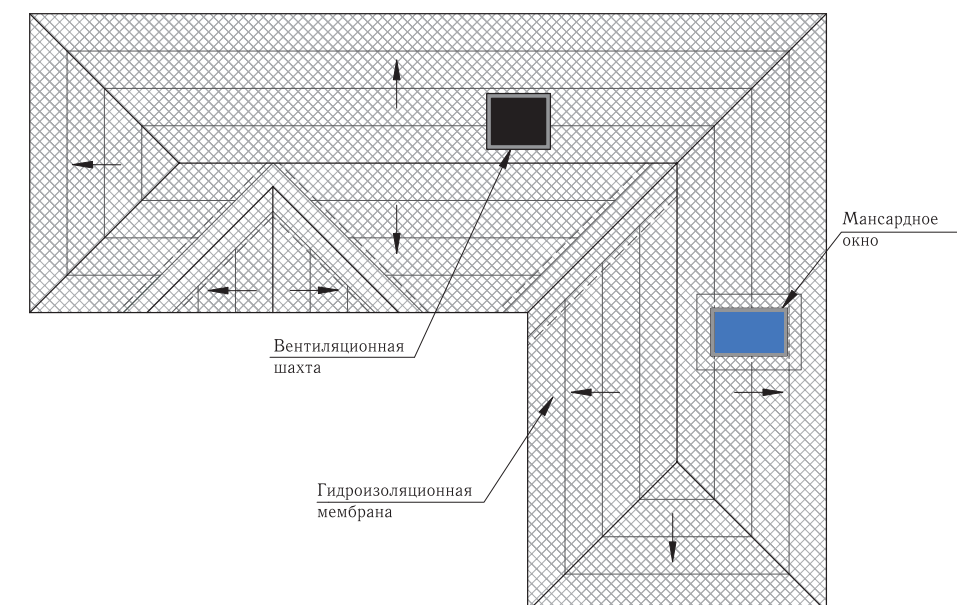 Мансардное
окно
Вентиляционная
шахта
Гидроизоляционная
мембрана